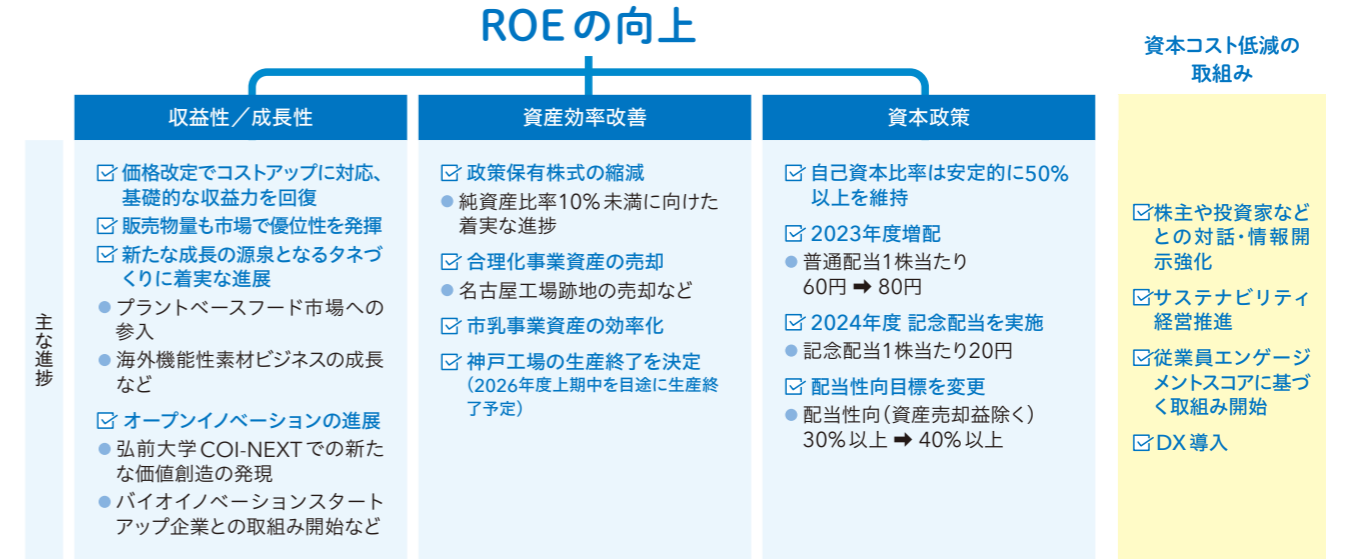 ROEの向上
資本コスト低減の
取組み
収益性／成長性
資産効率改善
資本政策
主な進捗
価格改定でコストアップに対応、
基礎的な収益力を回復
販売物量も市場で優位性を発揮
新たな成長の源泉となるタネづ
くりに着実な進展
プラントベースフード市場への
参入
海外機能性素材ビジネスの成長
など
オープンイノベーションの進展
弘前大学COI-NEXTでの新た
な価値創造の発現
バイオイノベーションスタート
アップ企業との取組み開始など
政策保有株式の縮減
純資産比率10%未満に向けた
着実な進捗
合理化事業資産の売却
名古屋工場跡地の売却など
市乳事業資産の効率化
神戸工場の生産終了を決定
（2026年度上期中を目途に生産終
了予定）
自己資本比率は安定的に50%
以上を維持
2023年度増配
普通配当1株当たり
60円 ➡ 80円
2024年度 記念配当を実施
記念配当1株当たり20円
配当性向目標を変更
配当性向（資産売却益除く）
30%以上 ➡ 40%以上
株主や投資家など
との対話・情報開
示強化
サステナビリティ
経営推進
従業員エンゲージ
メントスコアに基づ
く取組み開始
DX導入